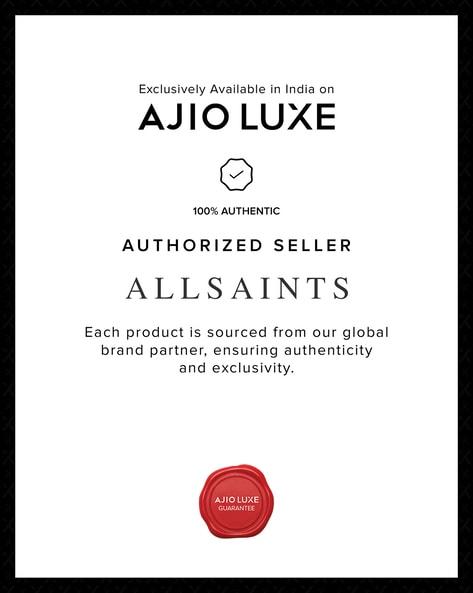 Exclusively Available in India on
AJIO LUXE
100% AUTHENTIC
AUTHORIZED SELLER
ALLSAINTS
Each product is sourced from our global
brand partner, ensuring authenticity
and exclusivity.
AJIO LUXE
GUARANTEE